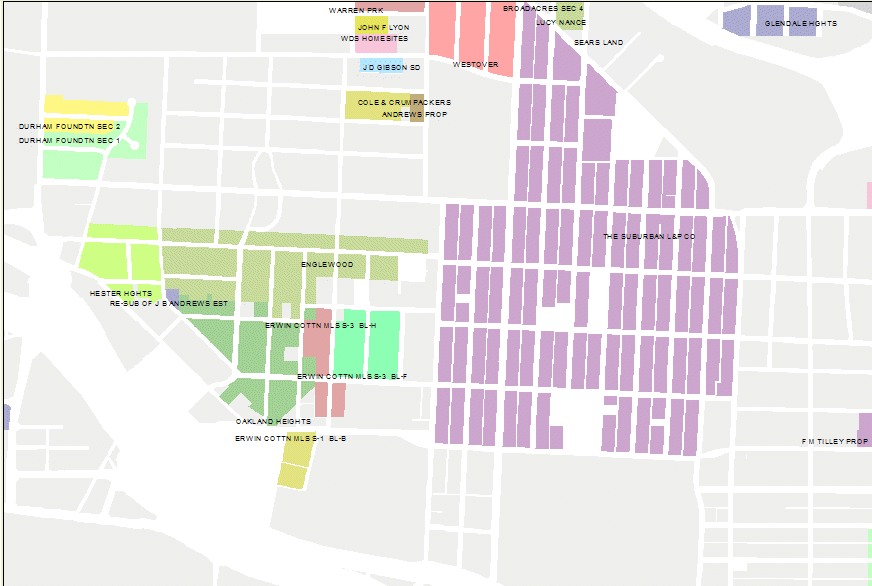 WARREN PRK
BROADACRES SEC 4
LUCY NANCE
GLENDALE HGHTS
JOHN F LYON
WDS HOMESITES
SEARS LAND
WESTOVER
J D GIBSON SD
COLE & CRUM PACKERS
ANDREWS PROP
DURHAM FOUNDTN SEC 2
DURHAM FOUNDTN SEC 1
THE SUBURBAN L&P CO
ENGLEWOOD
HESTER HGHTS
RE-SUB OF J B ANDREWS EST
ERWIN COTTN MLS S-3 BL-H
ERWIN COTTN MLS S-3 BL-F
OAKLAND HEIGHTS
ERWIN COTTN MLS S-1 BL-B
F M TILLEY PROP